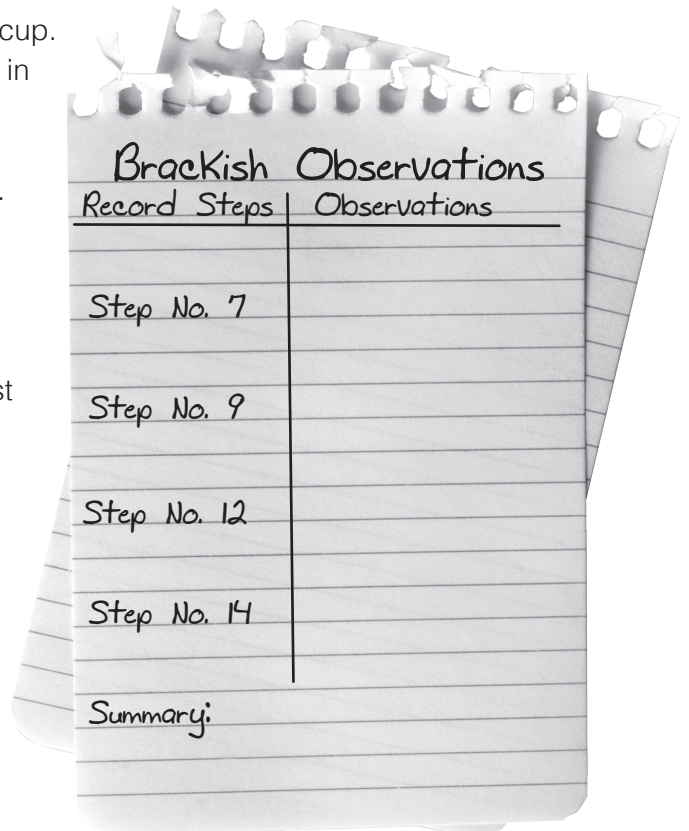 cup.
in
.
st
Brackish Observations
Record Steps | Observations
Step No. 7
Step No. 9
Step No. 12
Step No. 14
Summary: